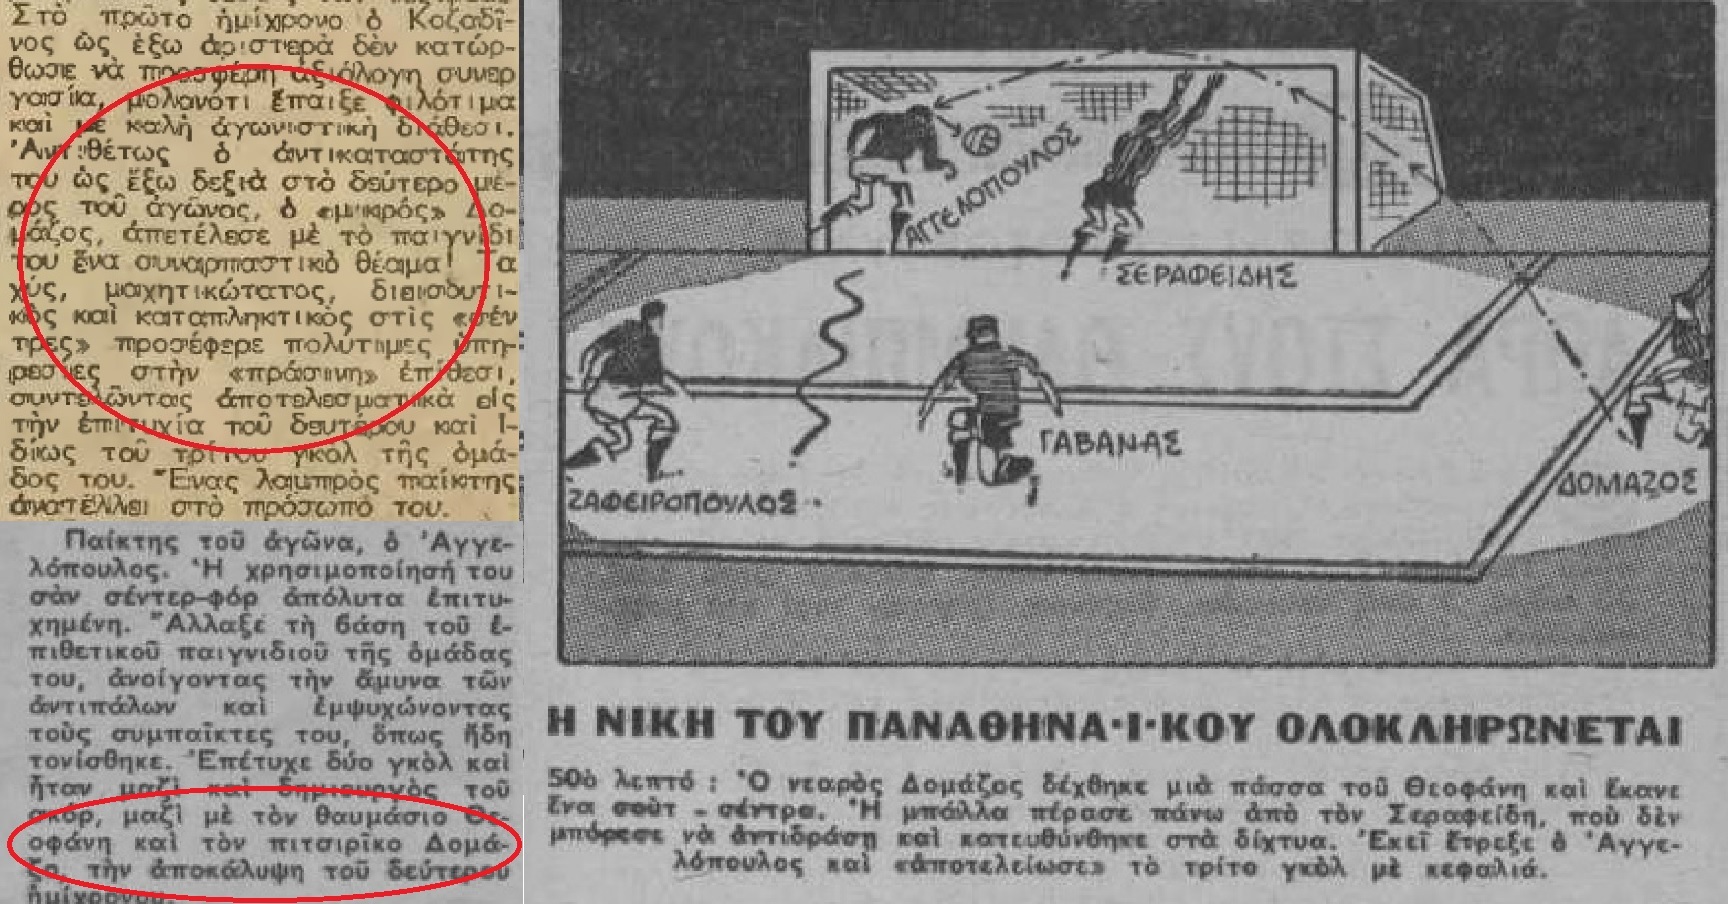 Στὸ πρῶτο ἡμίχρονο ὁ Κοζαδῖ-
νος ὡς ἔξω ἀριστερὰ δὲν κατώρ-
θωσε νὰ προσφέρη ἀξιόλογη συνερ
γασία, μολονότι ἔπαιξε φιλότιμα
καὶ μὲ καλὴ ἀγωνιστικὴ διάθεσι.
Ἀντιθέτως ὁ ἀντικαταστάτης
του ὡς ἔξω δεξιὰ στὸ δεύτερο μέ-
ρος τοῦ ἀγῶνος, ὁ «μικρὸς» Δο-
μάζος, ἀπετέλεσε μὲ τὸ παιγνίδι
του ἕνα συναρπαστικὸ θέαμα! Τα
χύς, μαχητικώτατος, διεισδυτι-
κὸς καὶ καταπληκτικὸς στὶς «σέν
τρες» προσέφερε πολύτιμες ὑπη-
ρεσίες στὴν «πράσινη» ἐπίθεσι,
συντελῶντας ἀποτελεσματικὰ εἰς
τὴν ἐπιτυχία τοῦ δευτέρου καὶ ἰ-
δίως τοῦ τρίτου γκὸλ τῆς ὁμά-
δος του. Ἕνας λαμπρὸς παίκτης
ἀνατέλλει στὸ πρόσωπό του.
Παίκτης τοῦ ἀγῶνα, ὁ Ἀγγε-
λόπουλος. Ἡ χρησιμοποίησή του
σὰν σέντερ-φὸρ ἀπόλυτα ἐπιτυ-
χημένη. Ἄλλαξε τὴ βάση τοῦ ἐ-
πιθετικοῦ παιγνιδιοῦ τῆς ὁμάδας
του, ἀνοίγοντας τὴν ἄμυνα τῶν
ἀντιπάλων καὶ ἐμψυχώνοντας
τοὺς συμπαῖκτες του, ὅπως ἤδη
τονίσθηκε. Ἐπέτυχε δύο γκὸλ καὶ
ἦταν μαζὶ καὶ δημιουργὸς τοῦ
σκόρ, μαζὶ μὲ τὸν θαυμάσιο Θε-
οφάνη καὶ τὸν πιτσιρῖκο Δομά-
ζο, τὴν ἀποκάλυψη τοῦ δεύτερου
ἡμίχρονου.
ΑΓΓΕΛΟΠΟΥΛΟΣ
ΣΕΡΑΦΕΙΔΗΣ
ΓΑΒΑΝΑΣ
ΖΑΦΕΙΡΟΠΟΥΛΟΣ
ΔΟΜΑΖΟΣ
Η ΝΙΚΗ ΤΟΥ ΠΑΝΑΘΗΝΑ·Ι·ΚΟΥ ΟΛΟΚΛΗΡΩΝΕΤΑΙ
50ὸ λεπτό : Ὁ νεαρὸς Δομάζος δέχθηκε μιὰ πάσσα τοῦ Θεοφάνη καὶ ἔκανε
ἕνα σοὺτ - σέντρα. Ἡ μπάλλα πέρασε πάνω ἀπὸ τὸν Σεραφείδη, ποὺ δὲν
μπόρεσε νὰ ἀντιδράση καὶ κατευθύνθηκε στὰ δίχτυα. Ἐκεῖ ἔτρεξε ὁ Ἀγγε-
λόπουλος καὶ «ἀποτελείωσε» τὸ τρίτο γκὸλ μὲ κεφαλιά.